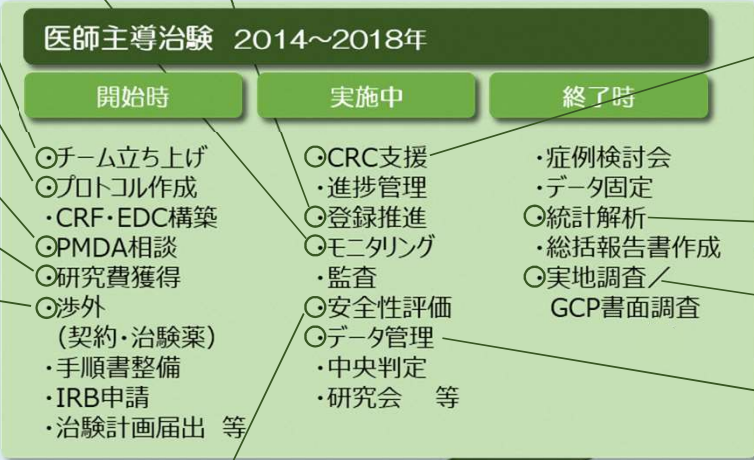 医師主導治験 2014～2018年
開始時
・チーム立ち上げ
・プロトコル作成
・CRF・EDC構築
・PMDA相談
・研究費獲得
・渉外
（契約・治験薬）
・手順書整備
・IRB申請
・治験計画届出 等
実施中
・CRC支援
・進捗管理
・登録推進
・モニタリング
・監査
・安全性評価
・データ管理
・中央判定
・研究会 等
終了時
・症例検討会
・データ固定
・統計解析
・総括報告書作成
・実地調査／
GCP書面調査